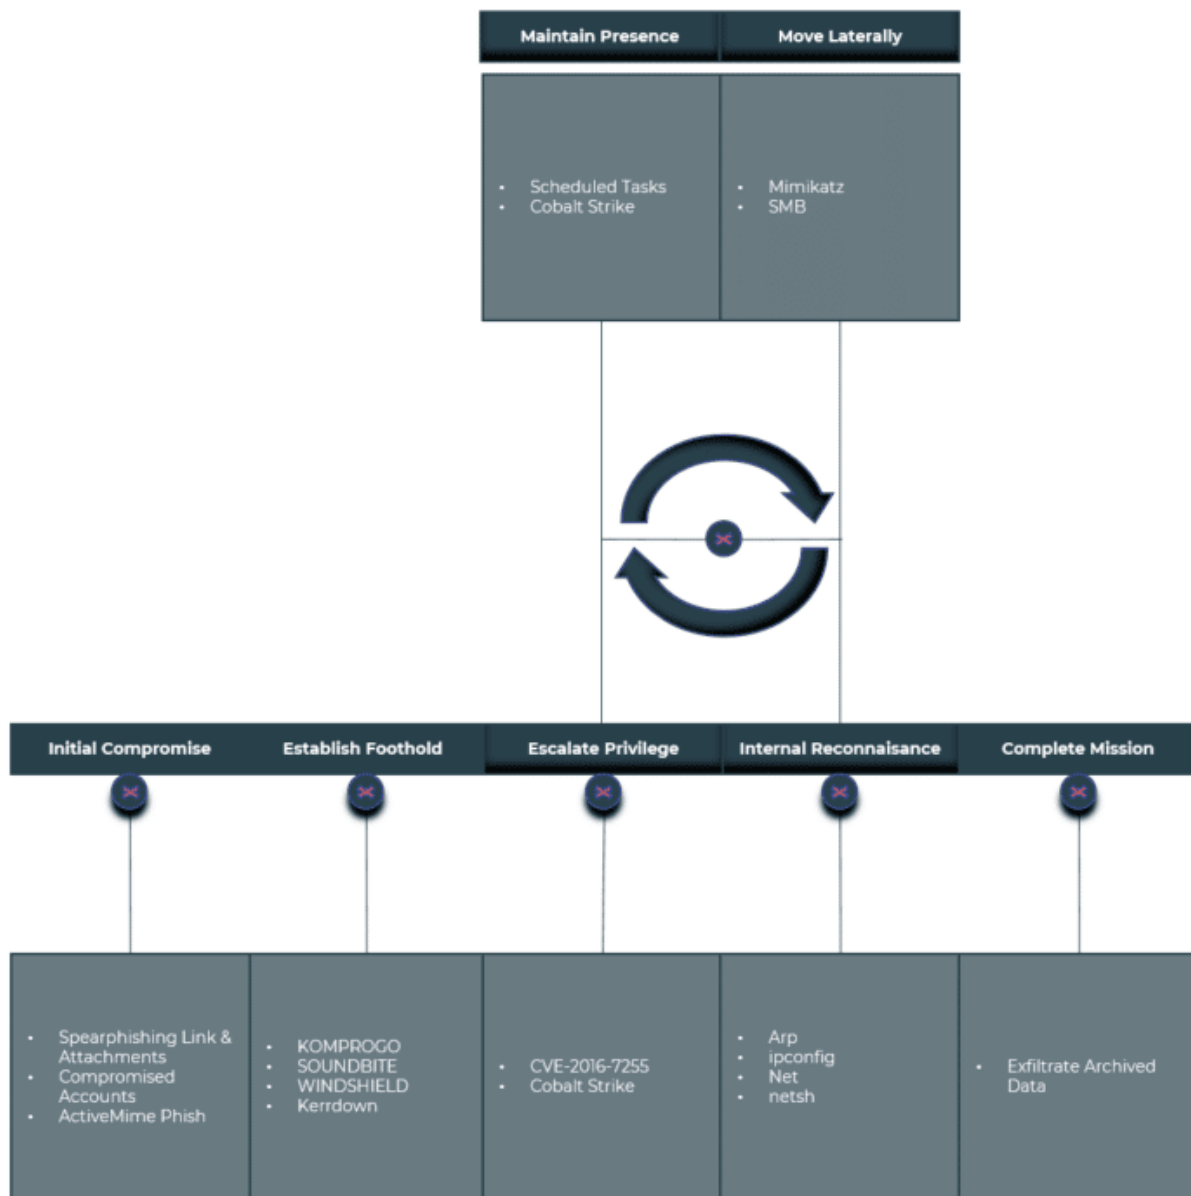 Maintain Presence
Move Laterally
• Scheduled Tasks
• Cobalt Strike
• Mimikatz
• SMB
Initial Compromise
Establish Foothold
Escalate Privilege
Internal Reconnaisance
Complete Mission
• Spearphishing Link &
Attachments
• Compromised
Accounts
• ActiveMime Phish
• KOMPROGO
• SOUNDBITE
• WINDSHIELD
• Kerrdown
• CVE-2016-7255
• Cobalt Strike
• Arp
• ipconfig
• Net
• netsh
• Exfiltrate Archived
Data